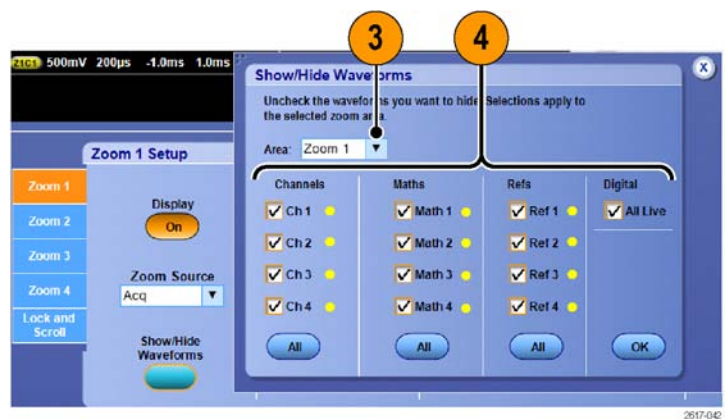 3
4
Z1C1 500mV 200µs -1.0ms 1.0ms
Show/Hide Waveforms
X
Uncheck the waveforms you want to hide. Selections apply to
the selected zoom area.
Area: Zoom 1
Zoom 1 Setup
Zoom 1
Zoom 2
Zoom 3
Zoom 4
Lock and
Scroll
Display
On
Zoom Source
Acq
Show/Hide
Waveforms
Channels
Ch 1
Ch 2
Ch 3
Ch 4
All
Maths
Math 1
Math 2
Math 3
Math 4
All
Refs
Ref 1
Ref 2
Ref 3
Ref 4
All
Digital
All Live
OK
2617-042